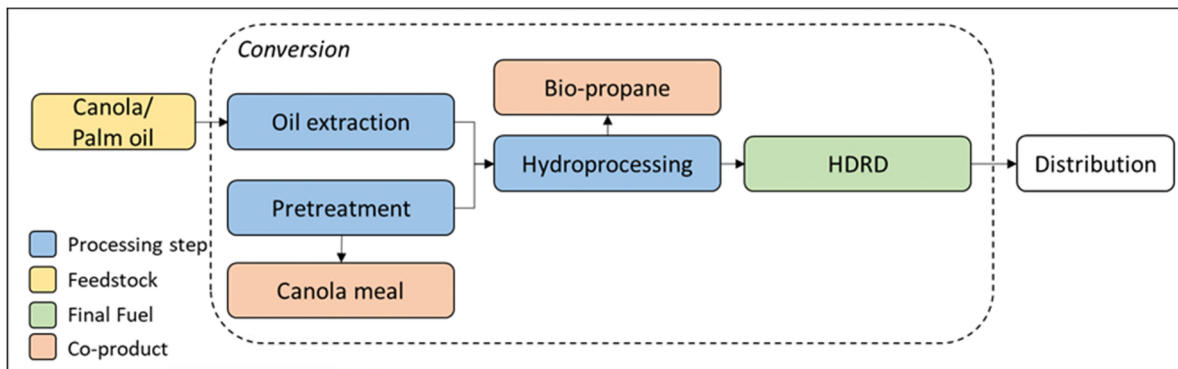 Conversion
Canola/
Palm oil
Oil extraction
Pretreatment
Canola meal
Bio-propane
Hydroprocessing
HDRD
Distribution
Processing step
Feedstock
Final Fuel
Co-product